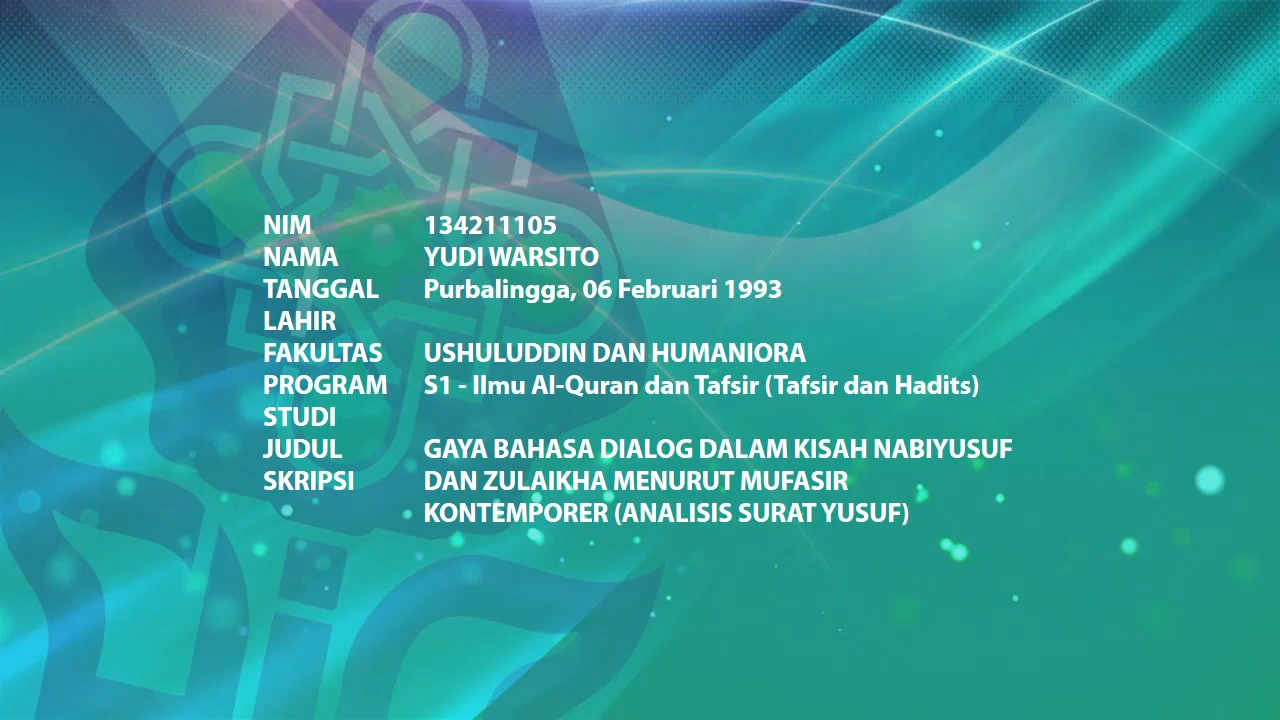 NIM 134211105
NAMA YUDI WARSITO
TANGGAL Purbalingga, 06 Februari 1993
LAHIR
FAKULTAS USHULUDDIN DAN HUMANIORA
PROGRAM S1 - Ilmu Al-Quran dan Tafsir (Tafsir dan Hadits)
STUDI
JUDUL GAYA BAHASA DIALOG DALAM KISAH NABIYUSUF
SKRIPSI DAN ZULAIKHA MENURUT MUFASIR
KONTEMPORER (ANALISIS SURAT YUSUF)